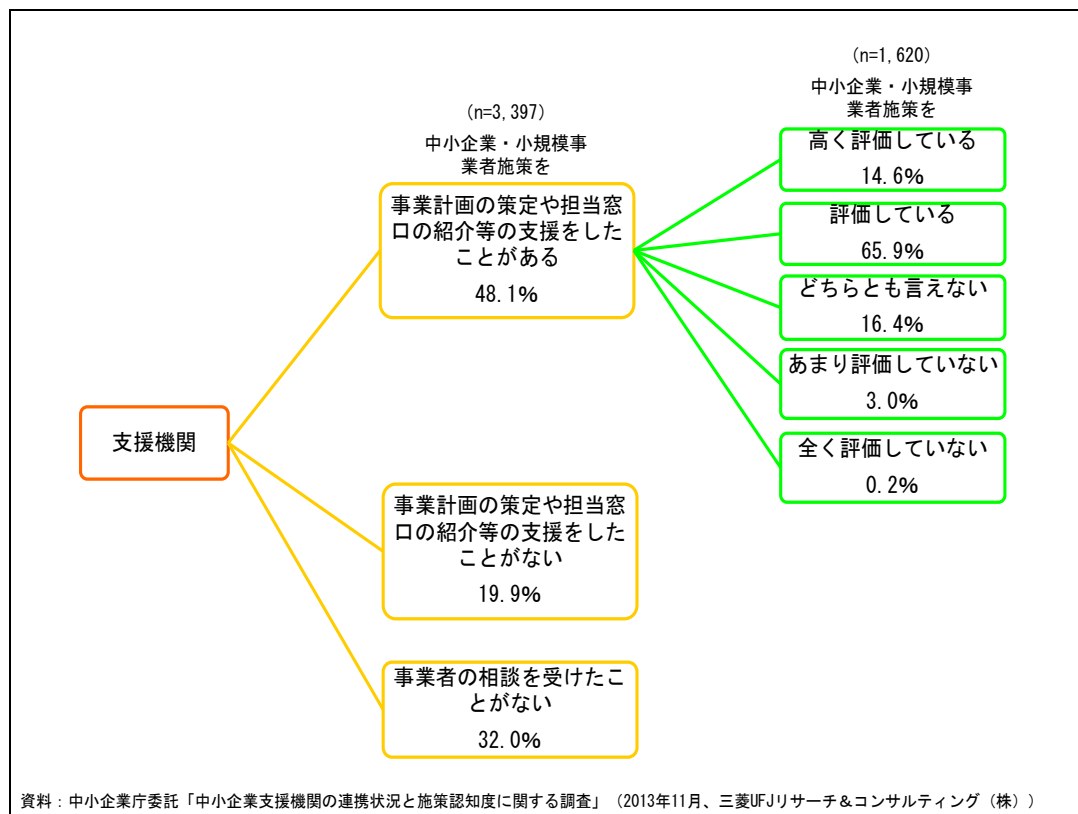 (n=3,397)
中小企業・小規模事
業者施策を
(n=1,620)
中小企業・小規模事
業者施策を
支援機関
事業計画の策定や担当窓
口の紹介等の支援をした
ことがある
48.1%
高く評価している
14.6%
評価している
65.9%
どちらとも言えない
16.4%
あまり評価していない
3.0%
全く評価していない
0.2%
事業計画の策定や担当窓
口の紹介等の支援をした
ことがない
19.9%
事業者の相談を受けたこ
とがない
32.0%
資料：中小企業庁委託「中小企業支援機関の連携状況と施策認知度に関する調査」（2013年11月、三菱UFJリサーチ＆コンサルティング（株））